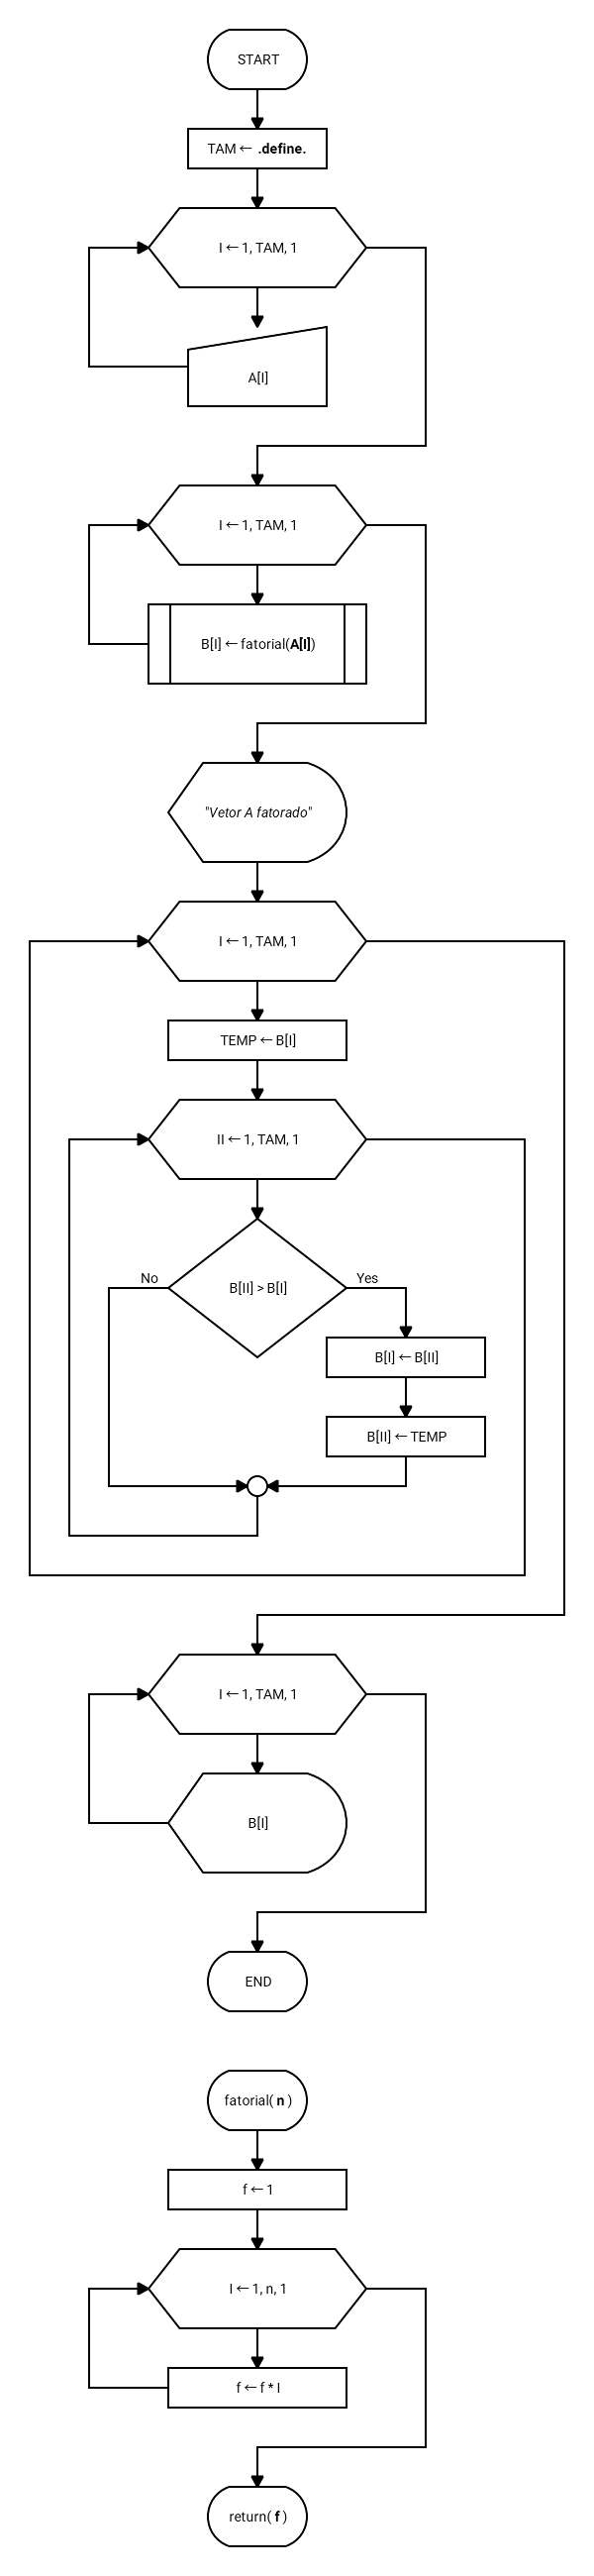 START
TAM ← .define.
I ← 1, TAM, 1
A[I]
I ← 1, TAM, 1
B[I] ← fatorial(A[I])
"Vetor A fatorado"
I ← 1, TAM, 1
TEMP ← B[I]
II ← 1, TAM, 1
No
B[II] > B[I]
Yes
B[I] ← B[II]
B[II] ← TEMP
I ← 1, TAM, 1
B[I]
END
fatorial( n )
f ← 1
I ← 1, n, 1
f ← f * I
return( f )